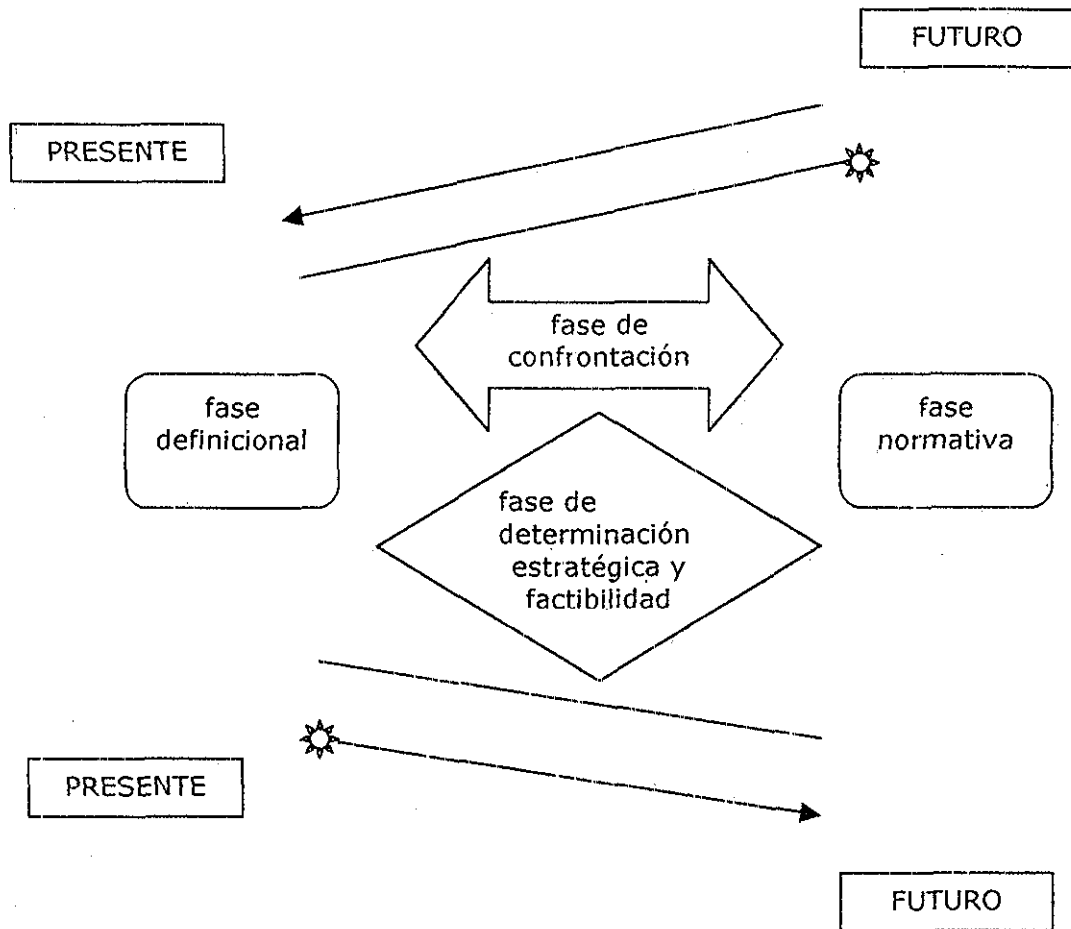 FUTURO
PRESENTE
fase de
confrontación
fase
definicional
fase
normativa
fase de
determinación
estratégica y
factibilidad
PRESENTE
FUTURO